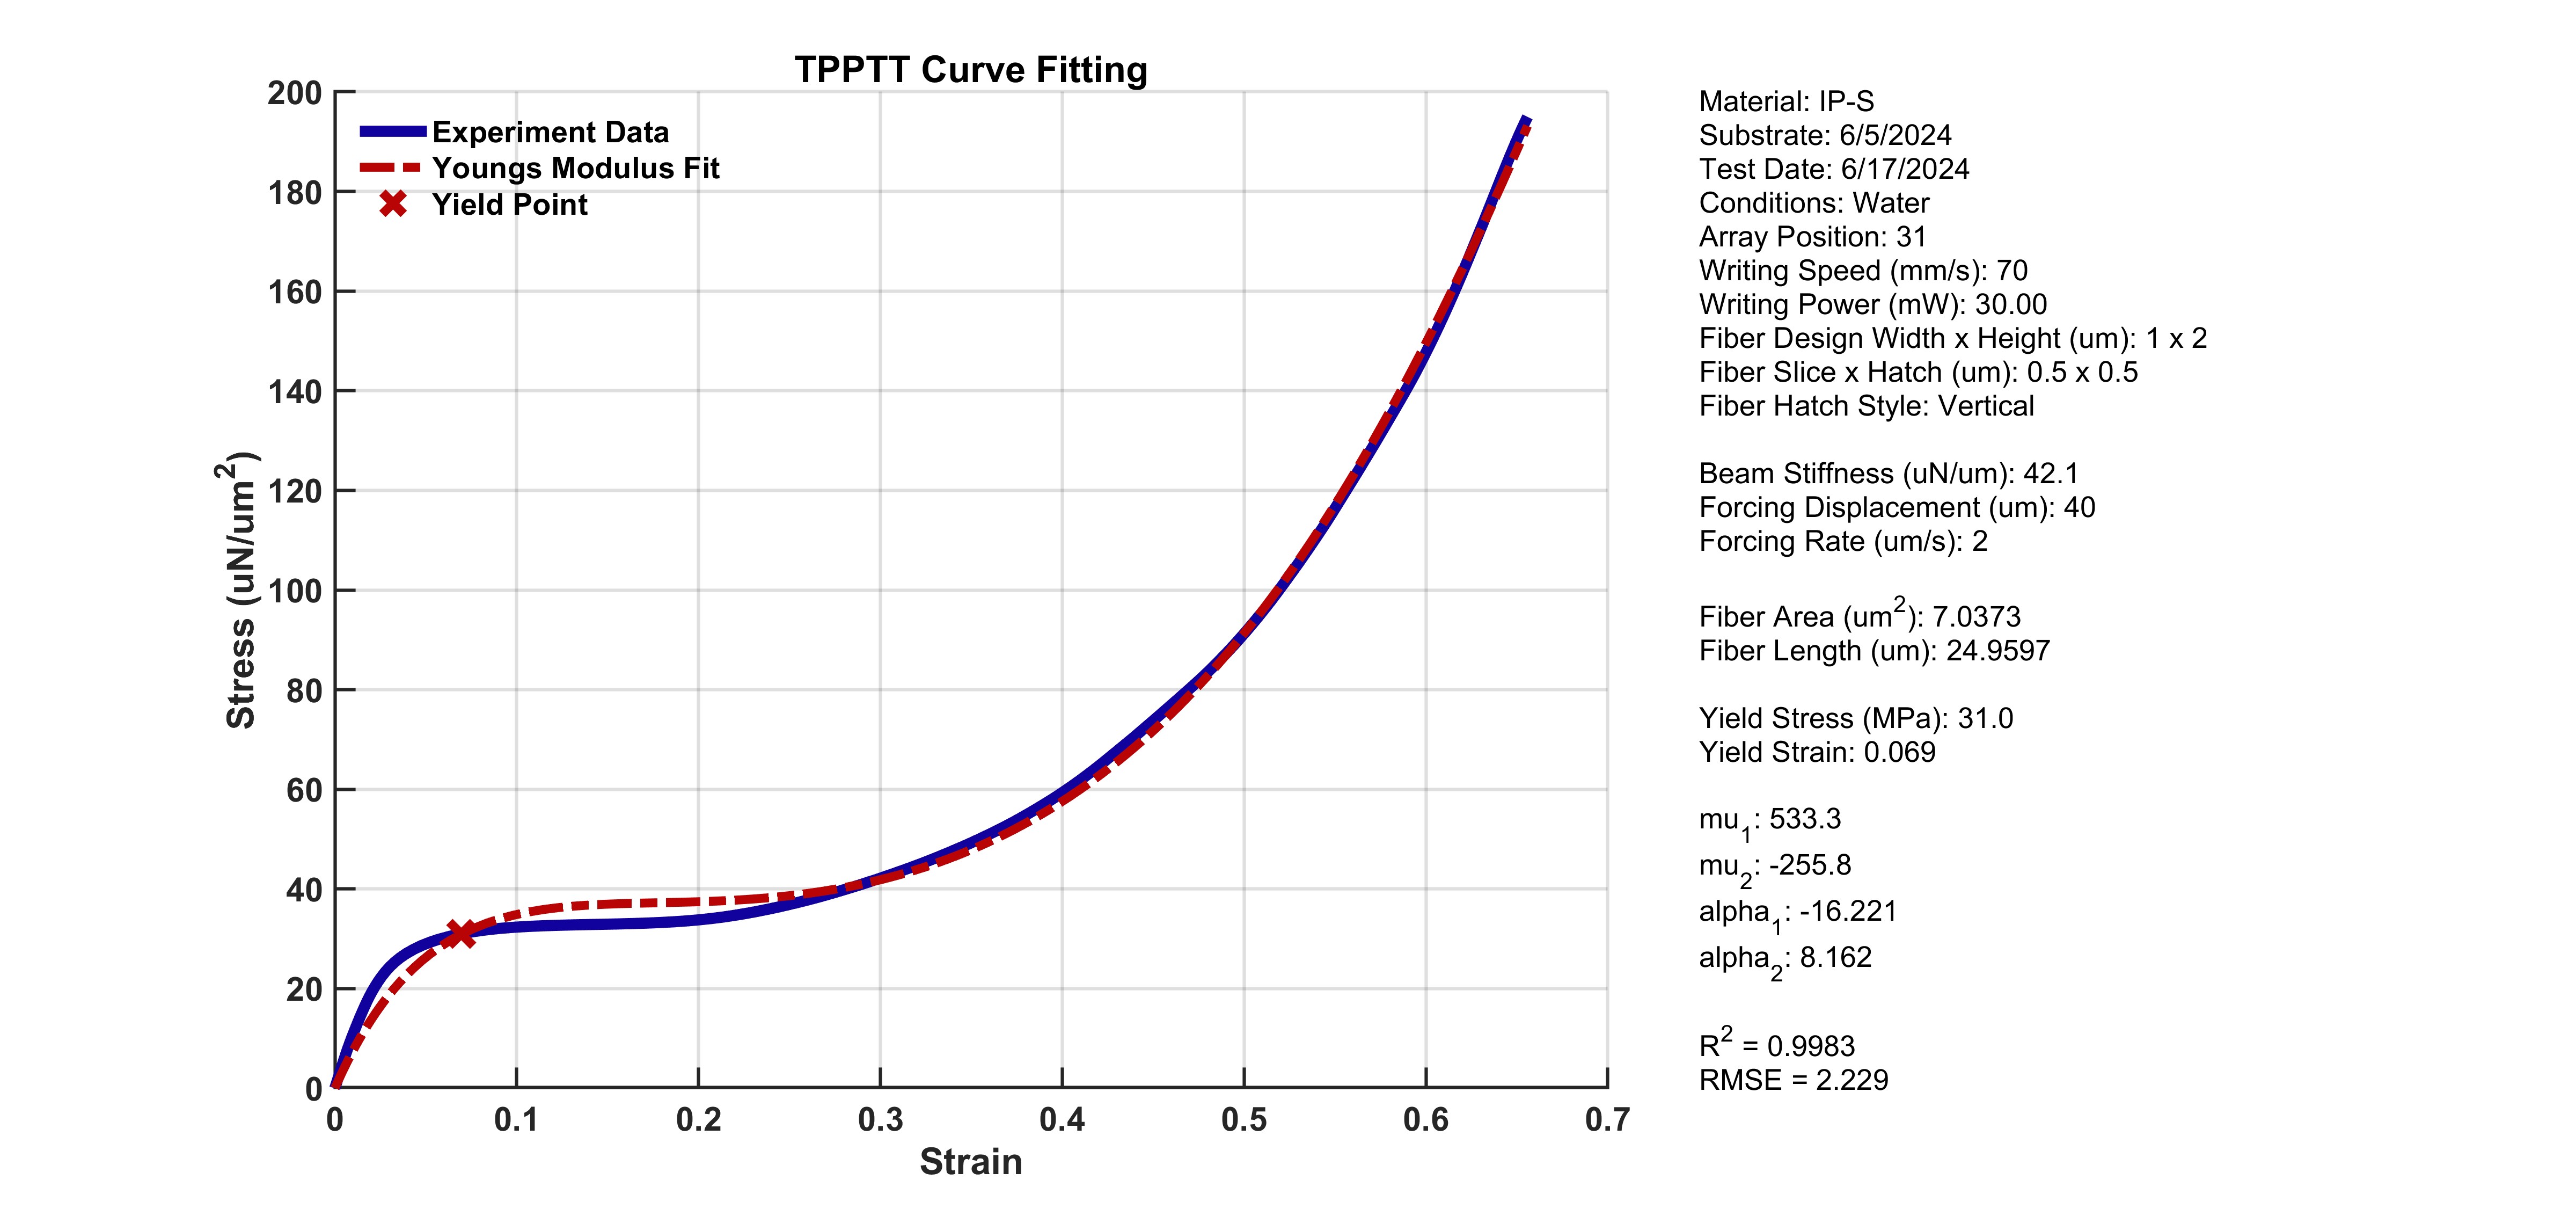 TPPTT Curve Fitting
200
180
160
140
120
100
80
60
40
20
0
Stress (uN/um²)
Experiment Data
Youngs Modulus Fit
Yield Point
0
0.1
0.2
0.3
0.4
0.5
0.6
0.7
Strain
Material: IP-S
Substrate: 6/5/2024
Test Date: 6/17/2024
Conditions: Water
Array Position: 31
Writing Speed (mm/s): 70
Writing Power (mW): 30.00
Fiber Design Width x Height (um): 1 x 2
Fiber Slice x Hatch (um): 0.5 x 0.5
Fiber Hatch Style: Vertical
Beam Stiffness (uN/um): 42.1
Forcing Displacement (um): 40
Forcing Rate (um/s): 2
Fiber Area (um²): 7.0373
Fiber Length (um): 24.9597
Yield Stress (MPa): 31.0
Yield Strain: 0.069
mu₁: 533.3
mu₂: -255.8
alpha₁: -16.221
alpha₂: 8.162
R² = 0.9983
RMSE = 2.229